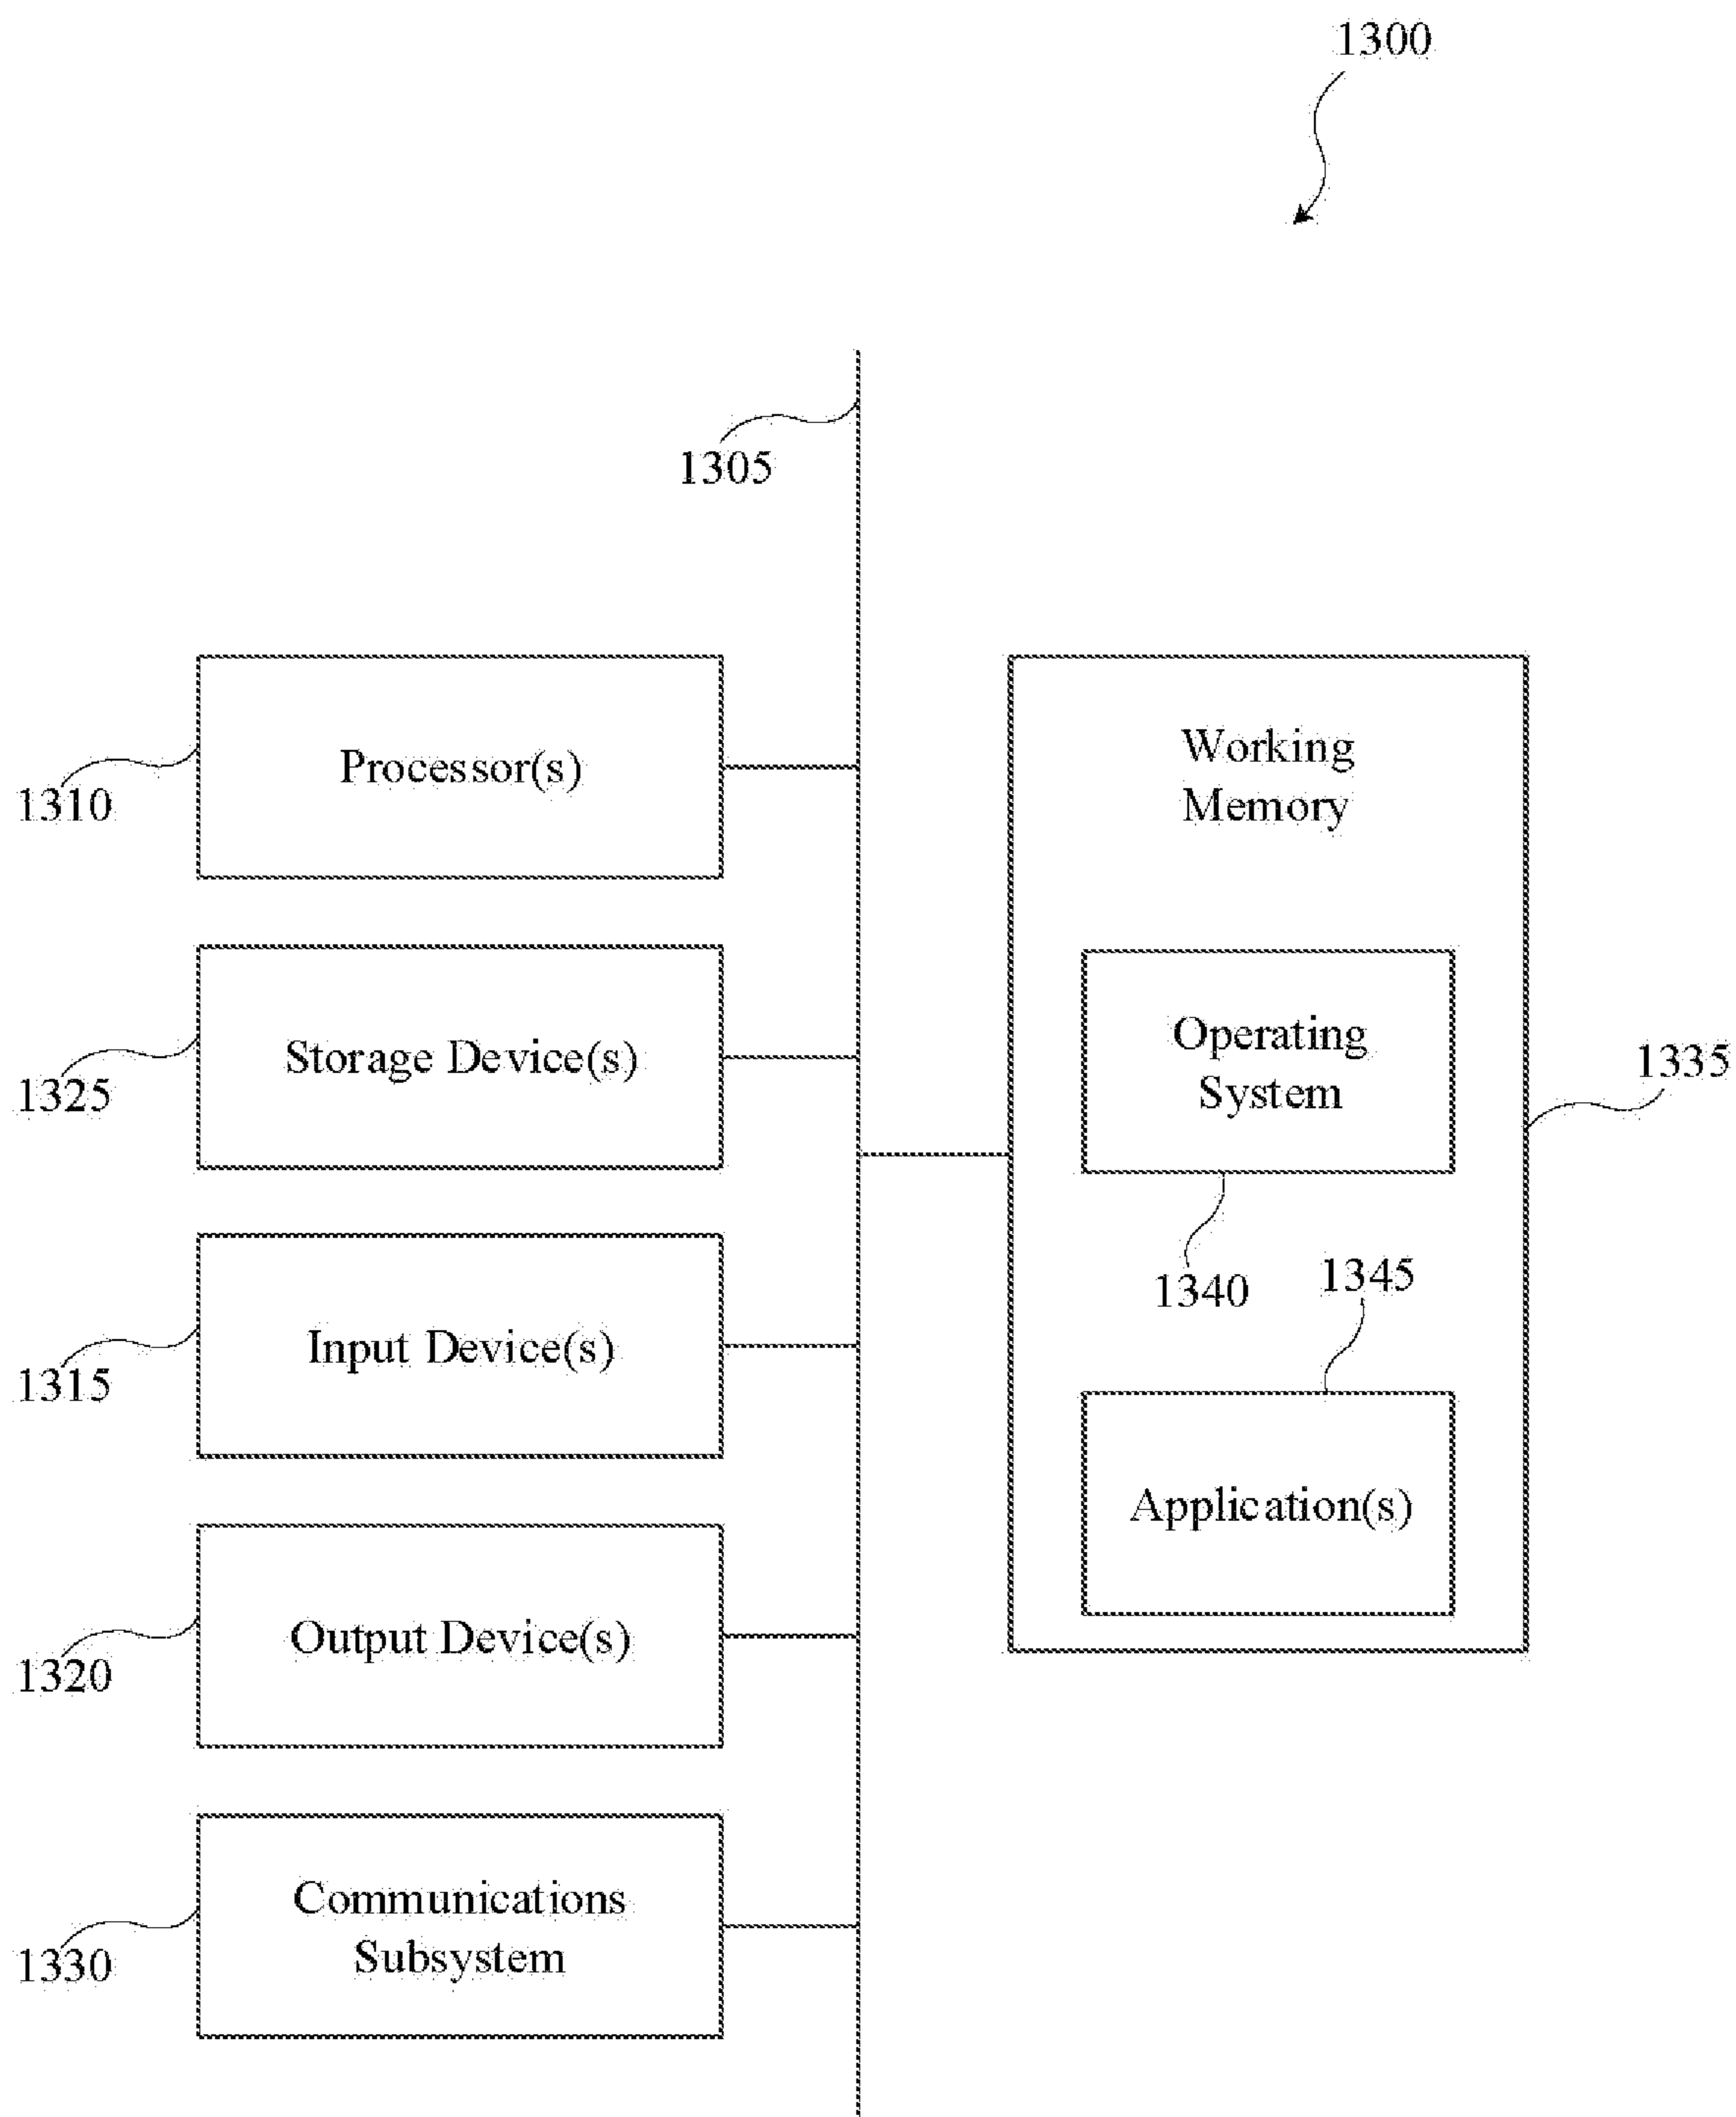 1300
1305
Processor(s)
1310
Storage Device(s)
1325
Input Device(s)
1315
Output Device(s)
1320
Communications
Subsystem
1330
Working
Memory
Operating
System
1335
1340
1345
Application(s)